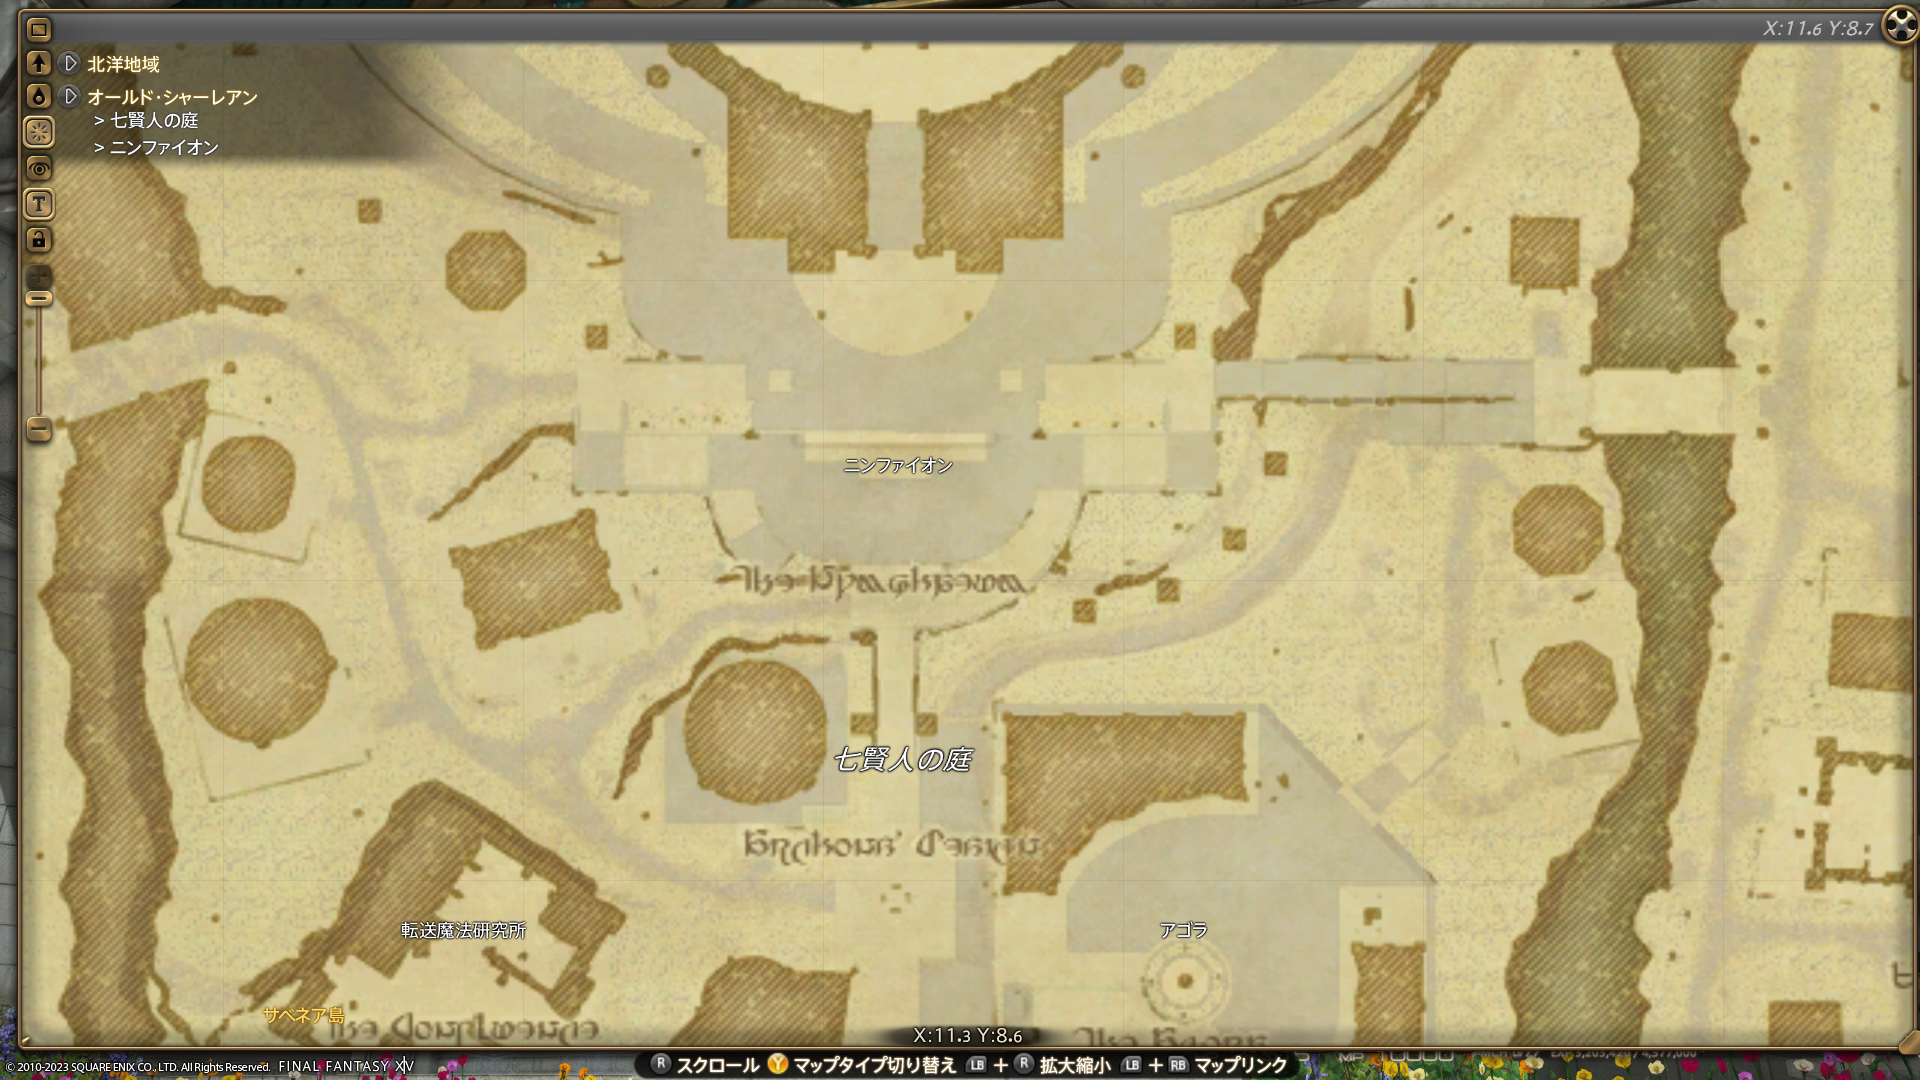 X:11.6 Y:8.7
北洋地域
オールド・シャーレアン
> 七賢人の庭
> ニンファイオン
T
ニンファイオン
七賢人の庭
転送魔法研究所
アゴラ
サベネア島
X:11.3 Y:8.6
© 2010-2023 SQUARE ENIX CO., LTD. All Rights Reserved. FINAL FANTASY XIV
R スクロール Y マップタイプ切り替え LB + R 拡大縮小 LB + RB マップリンク